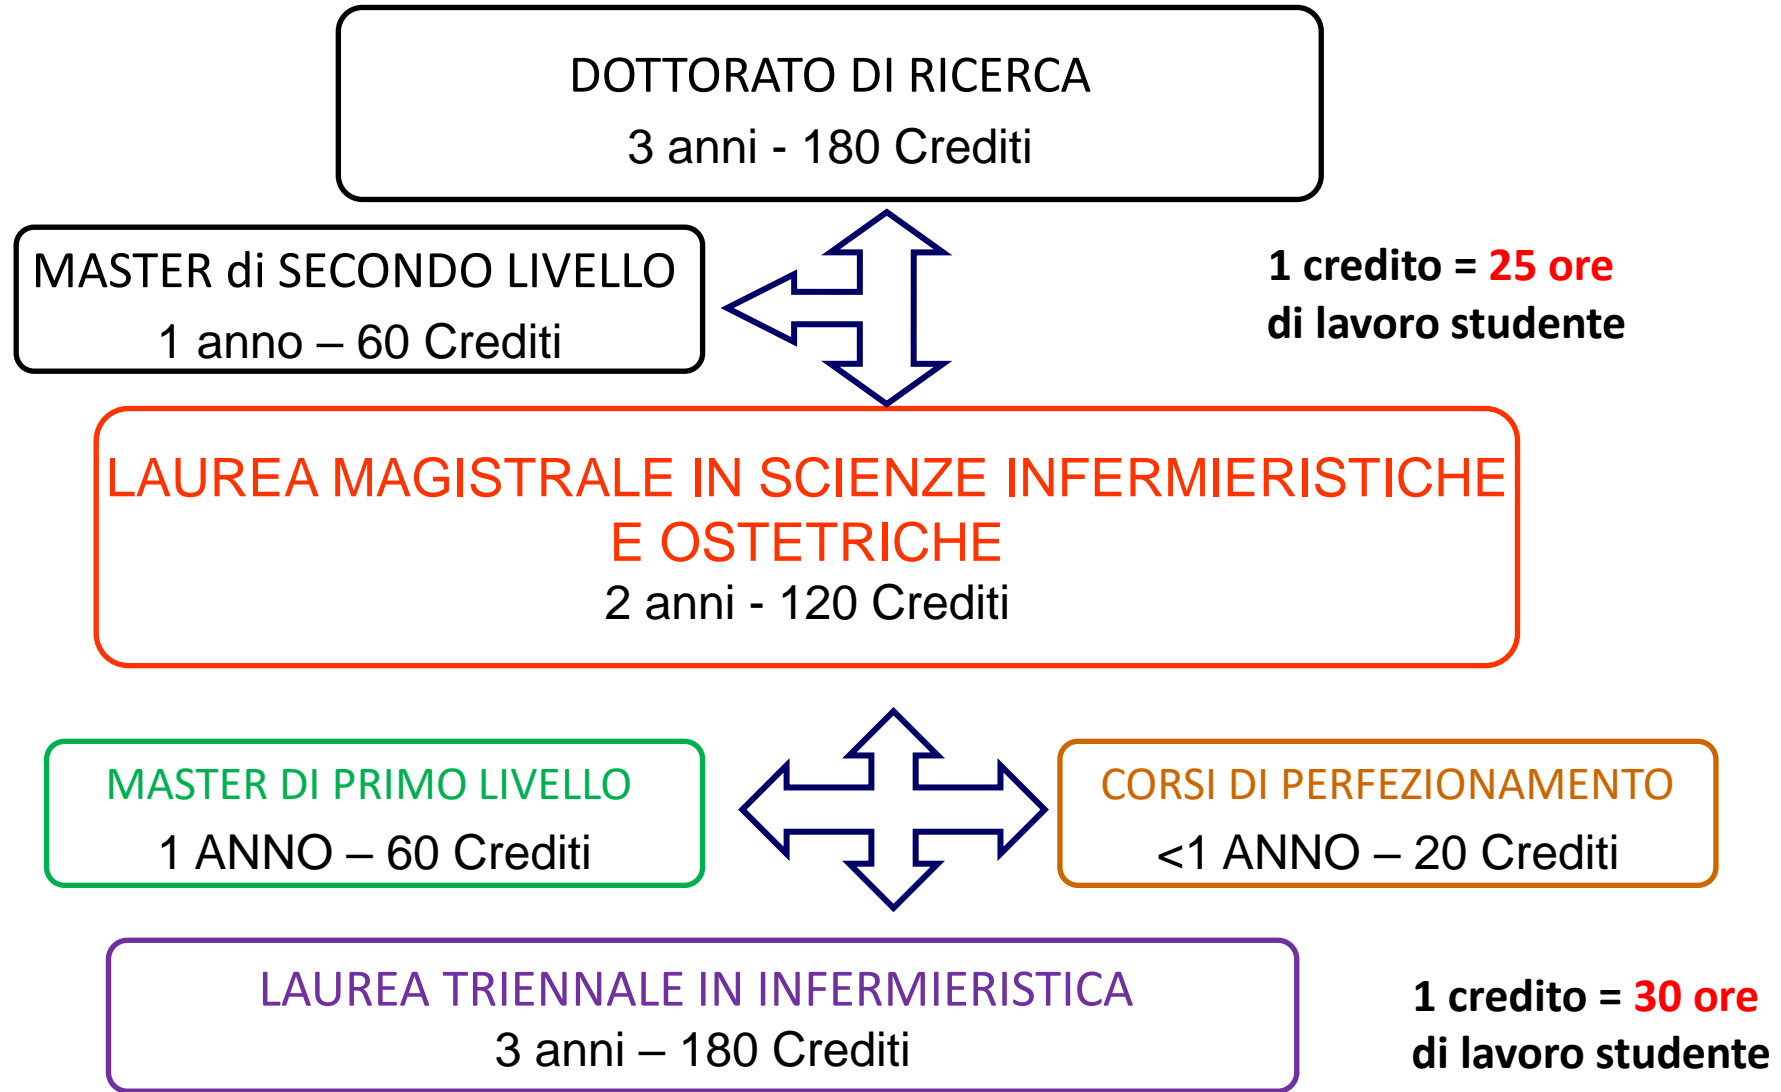 DOTTORATO DI RICERCA
3 anni - 180 Crediti
MASTER di SECONDO LIVELLO
1 anno – 60 Crediti
1 credito = 25 ore
di lavoro studente
LAUREA MAGISTRALE IN SCIENZE INFERMIERISTICHE
E OSTETRICHE
2 anni - 120 Crediti
MASTER DI PRIMO LIVELLO
1 ANNO – 60 Crediti
CORSI DI PERFEZIONAMENTO
<1 ANNO – 20 Crediti
LAUREA TRIENNALE IN INFERMIERISTICA
3 anni – 180 Crediti
1 credito = 30 ore
di lavoro studente